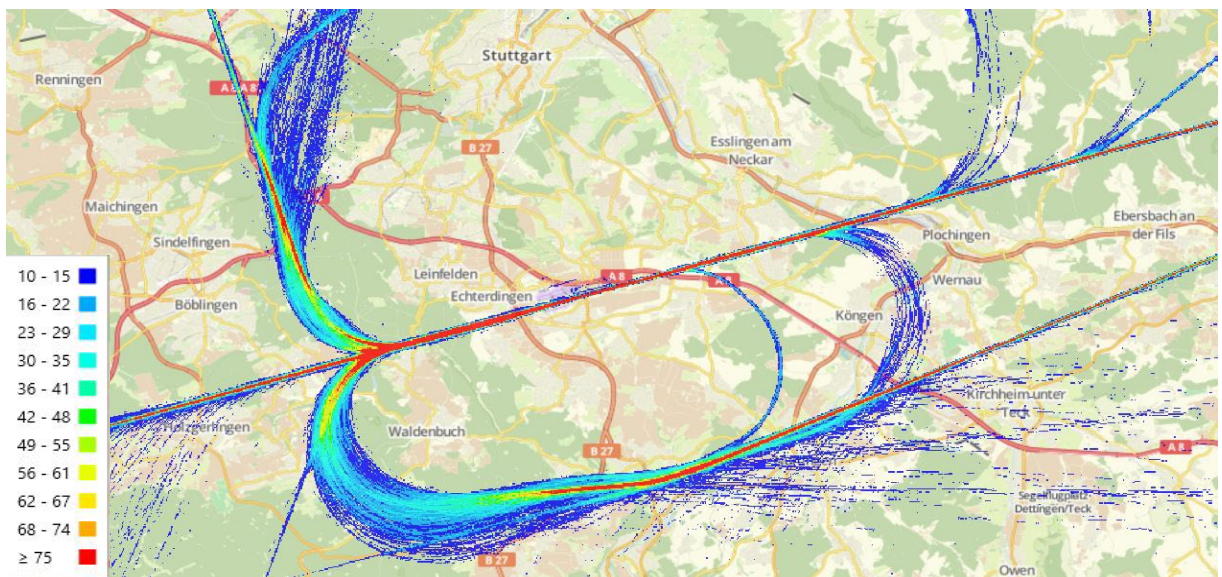 Stuttgart
Renningen
A 8
B 27
Esslingen am
Neckar
Maichingen
Sindelfingen
Ebersbach an
der Fils
Plochingen
Leinfelden
Echterdingen
A 8
Wernau
Böblingen
Köngen
Kirchheim unter
Teck
Holzgerlingen
Waldenbuch
B 27
A 8
Segelflugplatz
Dettingen/Teck
B 27
Owen
10 - 15
16 - 22
23 - 29
30 - 35
36 - 41
42 - 48
49 - 55
56 - 61
62 - 67
68 - 74
≥ 75